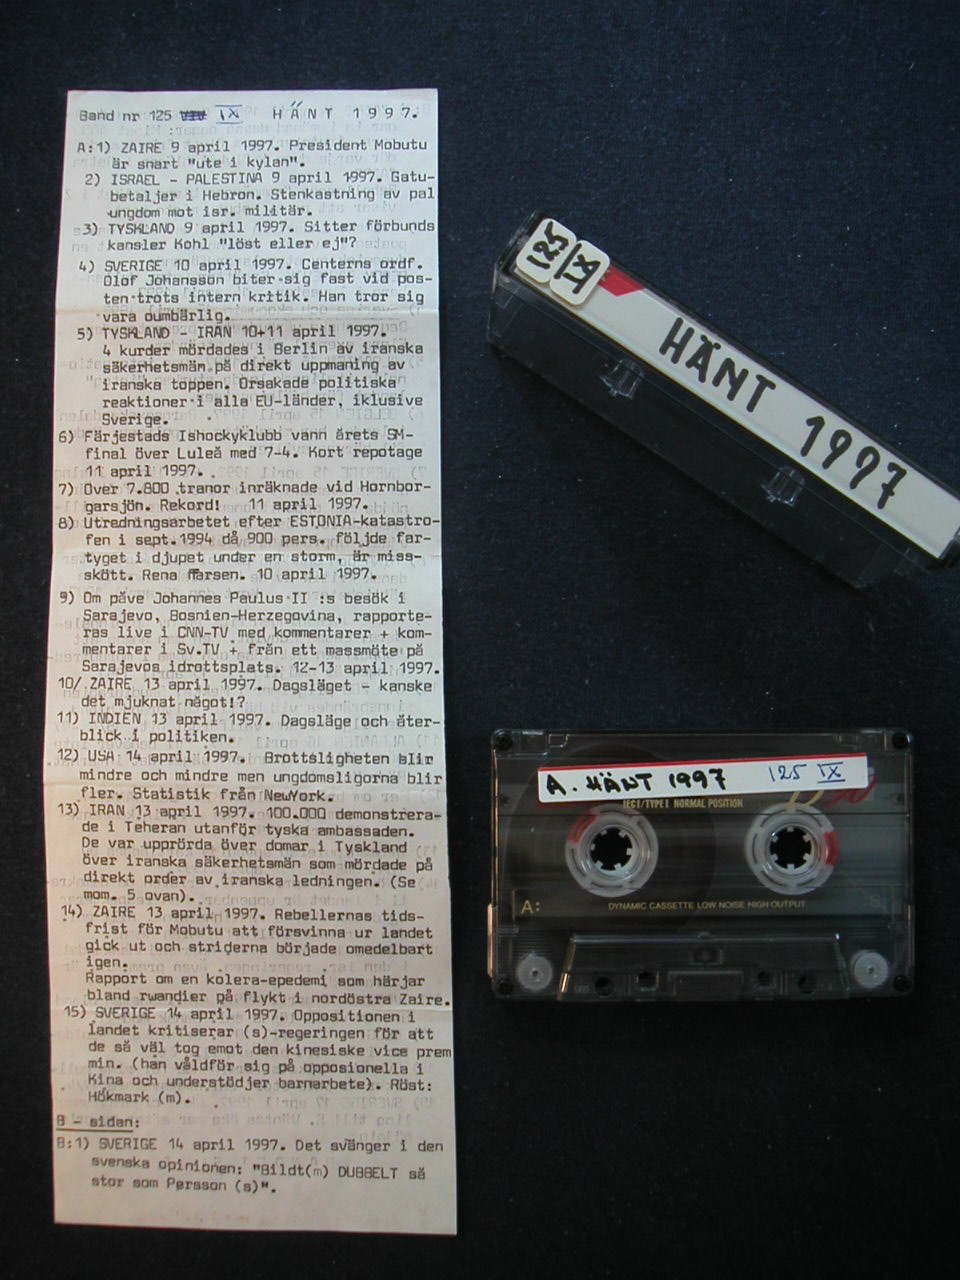 Band nr 125 IX HÄNT 1997.
A:1) ZAIRE 9 april 1997. President Mobutu
är snart "ute i kylan".
2) ISRAEL - PALESTINA 9 april 1997. Gatu-
betaljer i Hebron. Stenkastning av pal
ungdom mot isr. militär.
3) TYSKLAND 9 april 1997. Sitter förbunds
kansler Kohl "löst eller ej"?
4) SVERIGE 10 april 1997. Centerns ordf.
Olof Johansson biter sig fast vid pos-
ten trots intern kritik. Han tror sig
vara oumbärlig.
5) TYSKLAND - IRAN 10+11 april 1997.
4 kurder mördades i Berlin av iranska
säkerhetsmän på direkt uppmaning av
iranska toppen. Orsakade politiska
reaktioner i alla EU-länder, iklusive
Sverige.
6) Färjestads Ishockyklubb vann årets SM-
final över Luleå med 7-4. Kort repotage
11 april 1997.
7) Över 7.800 tranor inräknade vid Hornbor-
garsjön. Rekord! 11 april 1997.
8) Utredningsarbetet efter ESTONIA-katastro-
fen i sept.1994 då 900 pers. följde far-
tyget i djupet under en storm, är miss-
skött. Rena farsen. 10 april 1997.
9) Om påve Johannes Paulus II :s besök i
Sarajevo, Bosnien-Herzegovina, rapporte-
ras live i CNN-TV med kommentarer + kom-
mentarer i Sv.TV + från ett massmöte på
Sarajevos idrottsplats. 12-13 april 1997.
10/ ZAIRE 13 april 1997. Dagsläget - kanske
det mjuknat något!?
11) INDIEN 13 april 1997. Dagsläge och åter-
blick i politiken.
12) USA 14 april 1997. Brottsligheten blir
mindre och mindre men ungdomsligorna blir
fler. Statistik från NewYork.
13) IRAN 13 april 1997. 100.000 demonstrera-
de i Teheran utanför tyska ambassaden.
De var upprörda över domar i Tyskland
över iranska säkerhetsmän som mördade på
direkt order av iranska ledningen. (Se
mom. 5 ovan).
14) ZAIRE 13 april 1997. Rebellernas tids-
frist för Mobutu att försvinna ur landet
gick ut och striderna började omedelbart
igen.
Rapport om en kolera-epedemi som härjar
bland rwandier på flykt i nordöstra Zaire.
15) SVERIGE 14 april 1997. Oppositionen i
landet kritiserar (s)-regeringen för att
de så väl tog emot den kinesiske vice prem
min. (han våldför sig på opposionella i
Kina och understödjer barnarbete). Röst:
Hökmark (m).
B - sidan:
B:1) SVERIGE 14 april 1997. Det svänger i den
svenska opinionen: "Bildt(m) DUBBELT så
stor som Persson (s)".
125 IX
HÄNT 1997
A. HÄNT 1997 125 IX
IECI/TYPE I NORMAL POSITION
A:
DYNAMIC CASSETTE LOW NOISE HIGH OUTPUT